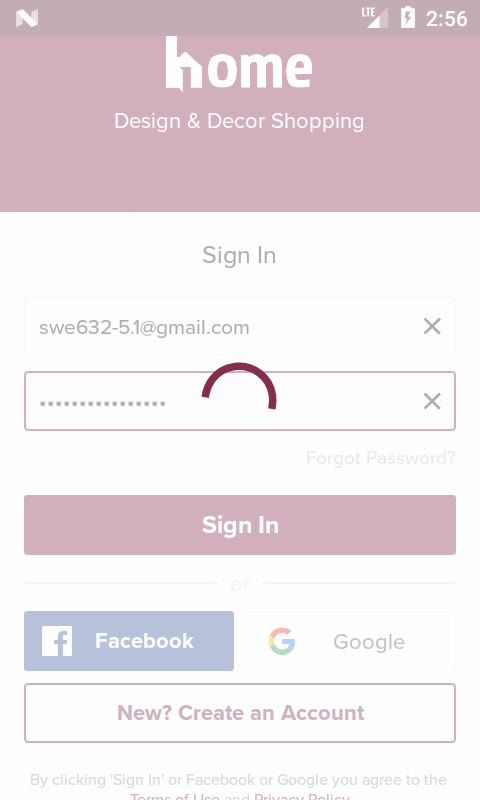 LTE 2:56
home
Design & Decor Shopping
Sign In
swe632-5.1@gmail.com
••••••••••••••••
Forgot Password?
Sign In
or
Facebook Google
New? Create an Account
By clicking 'Sign In' or Facebook or Google you agree to the
Terms of Use and Privacy Policy